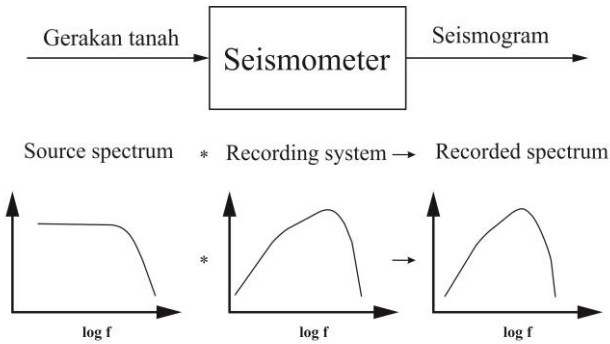 Gerakan tanah
Seismometer
Seismogram
Source spectrum * Recording system → Recorded spectrum
* →
log f log f log f